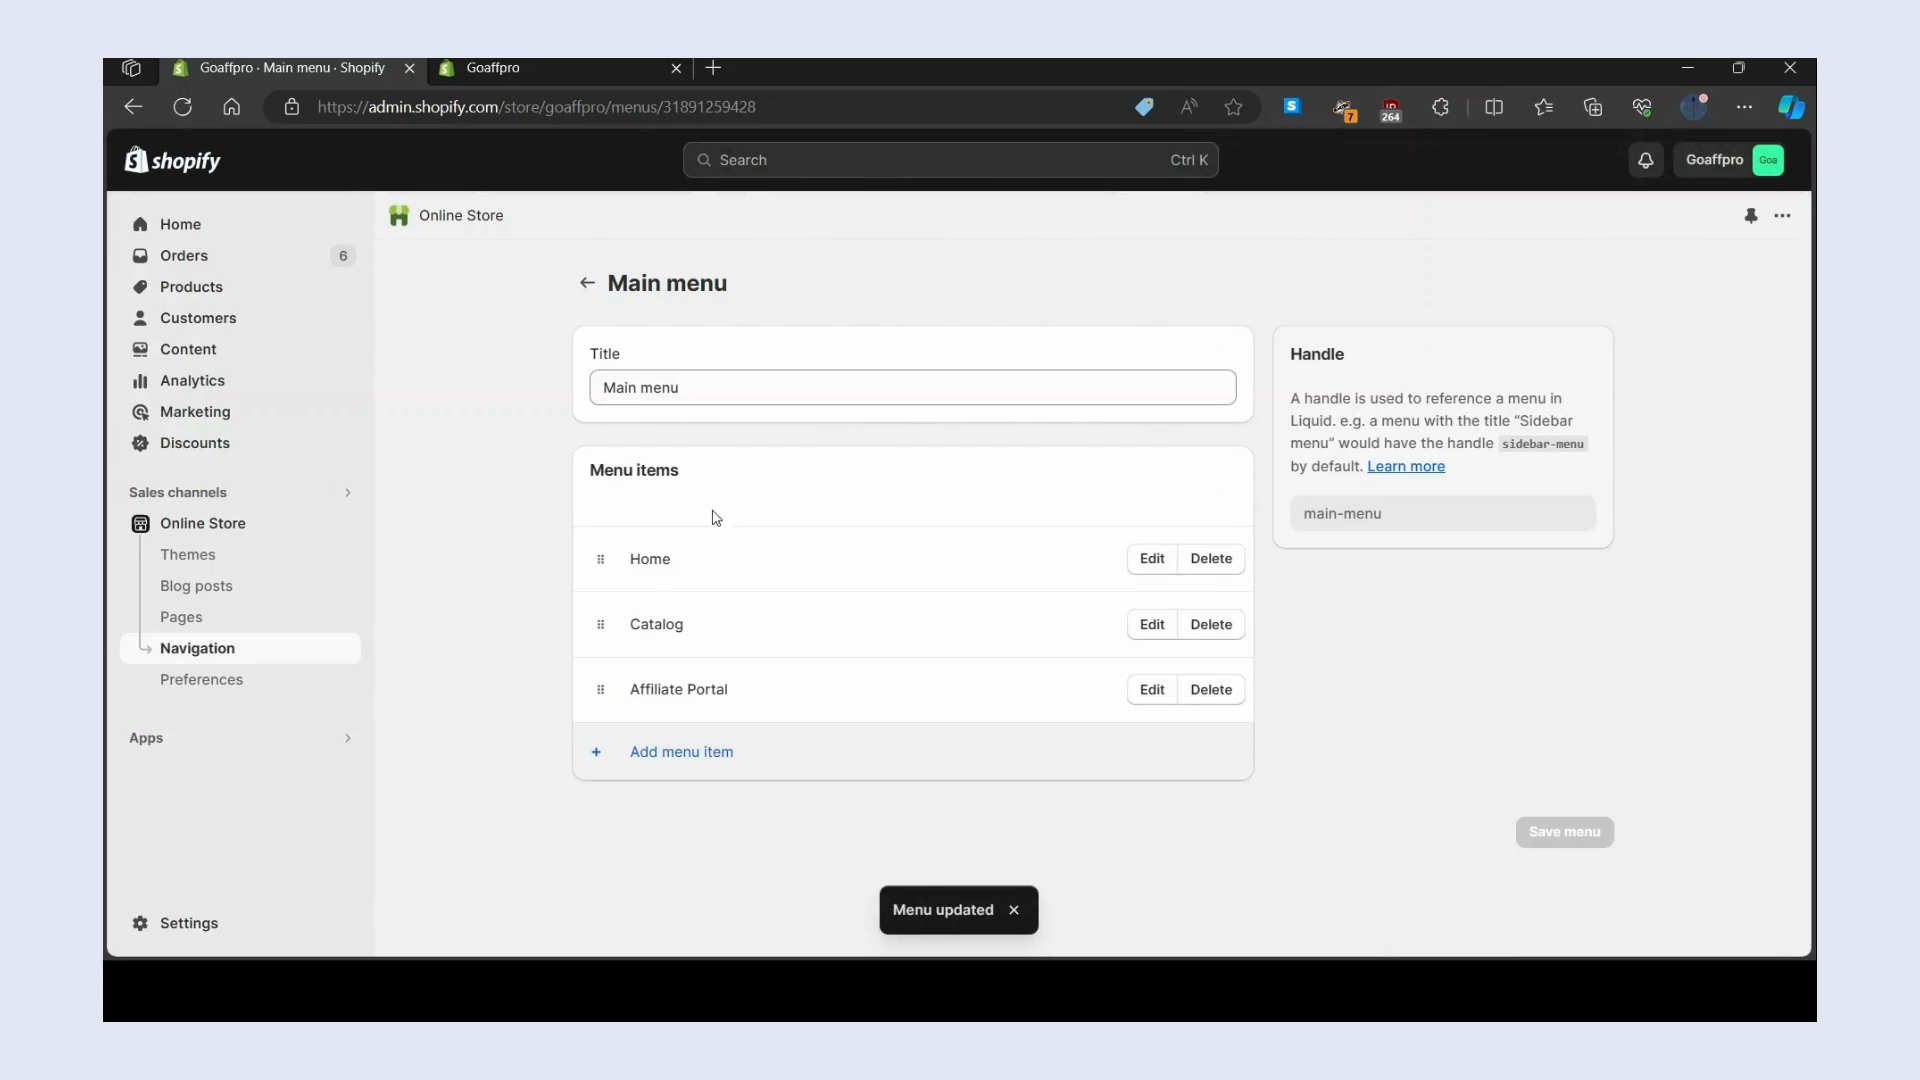 Goaffpro · Main menu · Shopify
Goaffpro
https://admin.shopify.com/store/goaffpro/menus/31891259428
A
S
7
264
shopify
Search
Ctrl K
Goaffpro
Goa
Home
Orders
6
Products
Customers
Content
Analytics
Marketing
Discounts
Sales channels
Online Store
Themes
Blog posts
Pages
Navigation
Preferences
Apps
Settings
Online Store
Main menu
Title
Main menu
Menu items
Home
Edit
Delete
Catalog
Edit
Delete
Affiliate Portal
Edit
Delete
+ Add menu item
Handle
A handle is used to reference a menu in
Liquid. e.g. a menu with the title “Sidebar
menu” would have the handle sidebar-menu
by default. Learn more
main-menu
Save menu
Menu updated